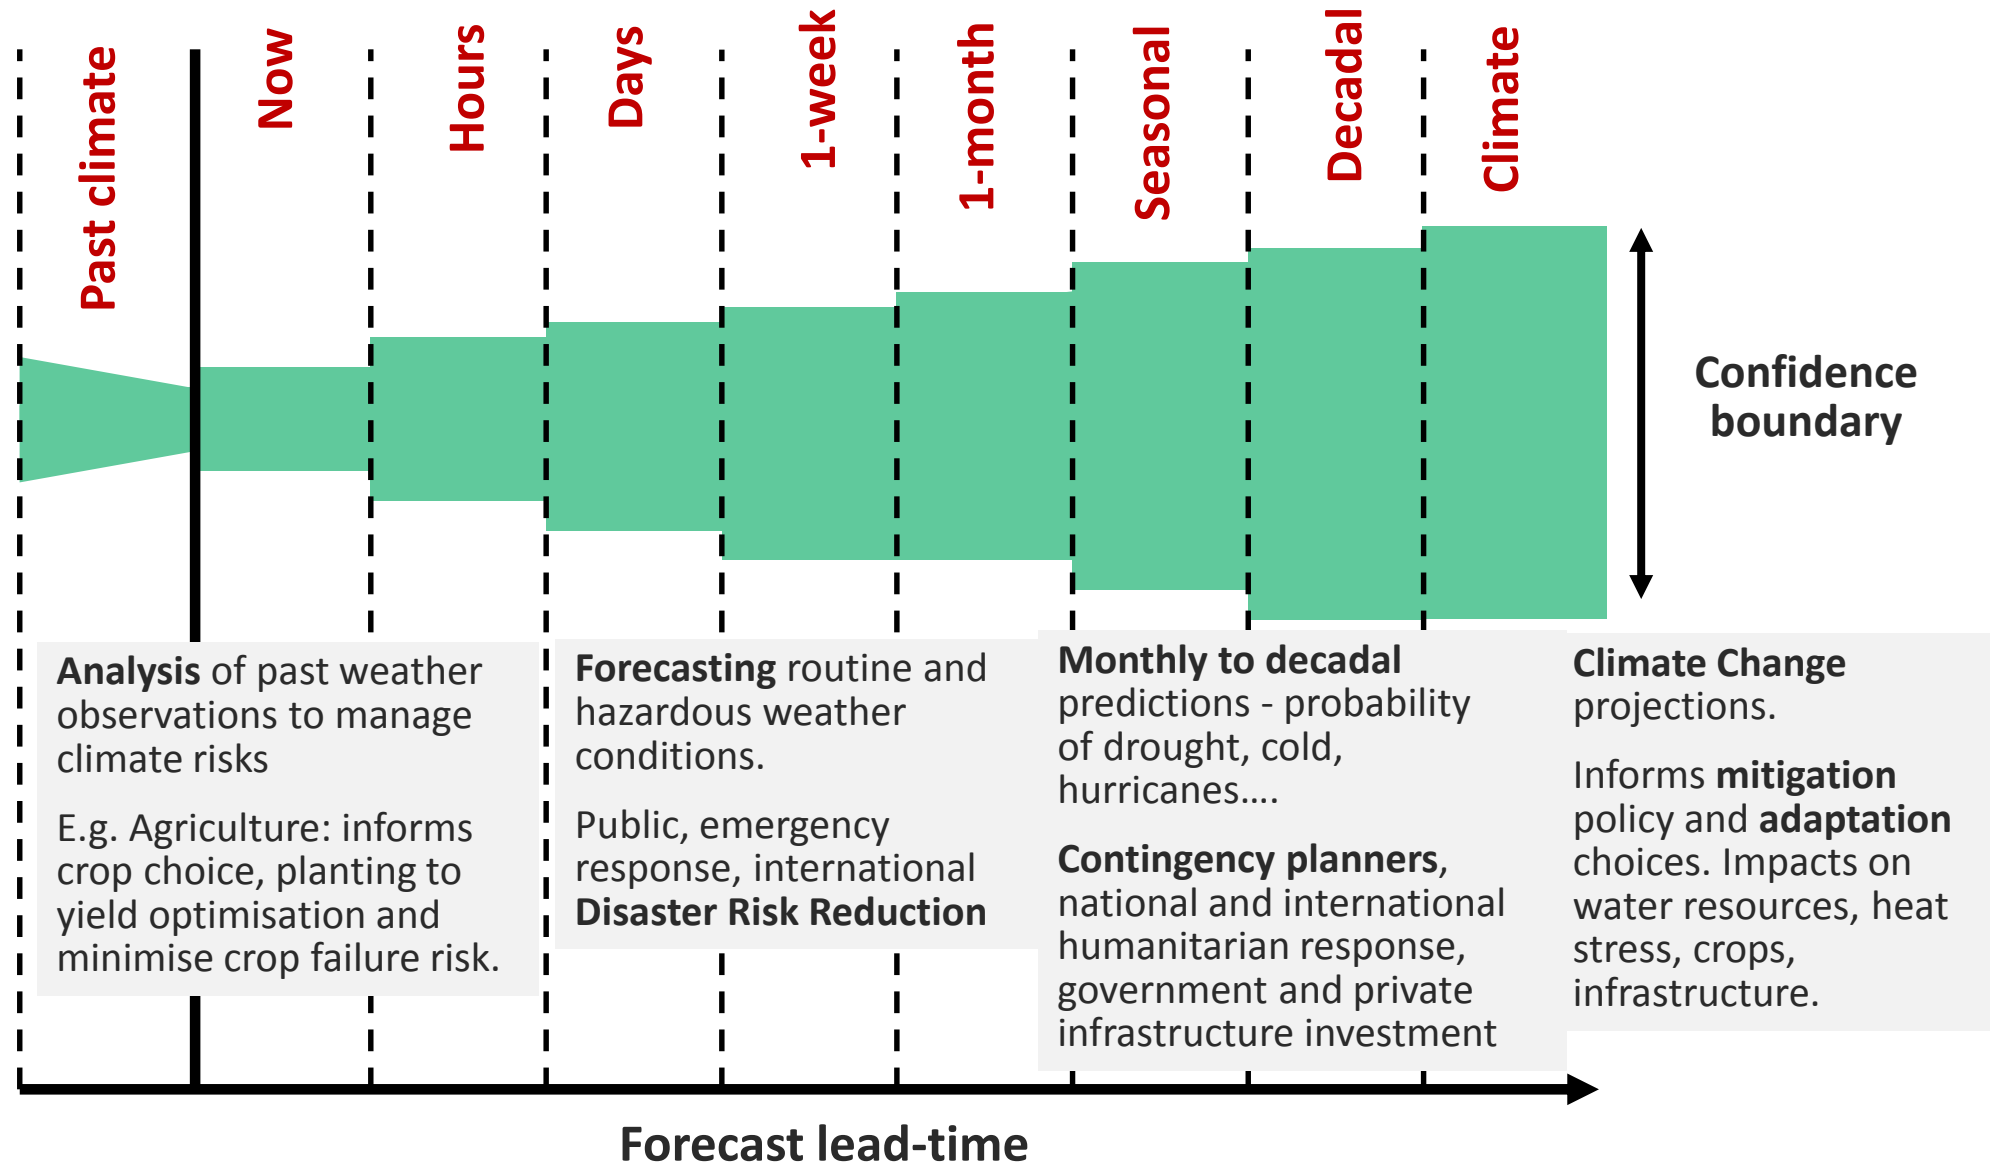 Past climate
Now
Hours
Days
1-week
1-month
Seasonal
Decadal
Climate
Confidence
boundary
Analysis of past weather
observations to manage
climate risks
E.g. Agriculture: informs
crop choice, planting to
yield optimisation and
minimise crop failure risk.
Forecasting routine and
hazardous weather
conditions.
Public, emergency
response, international
Disaster Risk Reduction
Monthly to decadal
predictions - probability
of drought, cold,
hurricanes....
Contingency planners,
national and international
humanitarian response,
government and private
infrastructure investment
Climate Change
projections.
Informs mitigation
policy and adaptation
choices. Impacts on
water resources, heat
stress, crops,
infrastructure.
Forecast lead-time